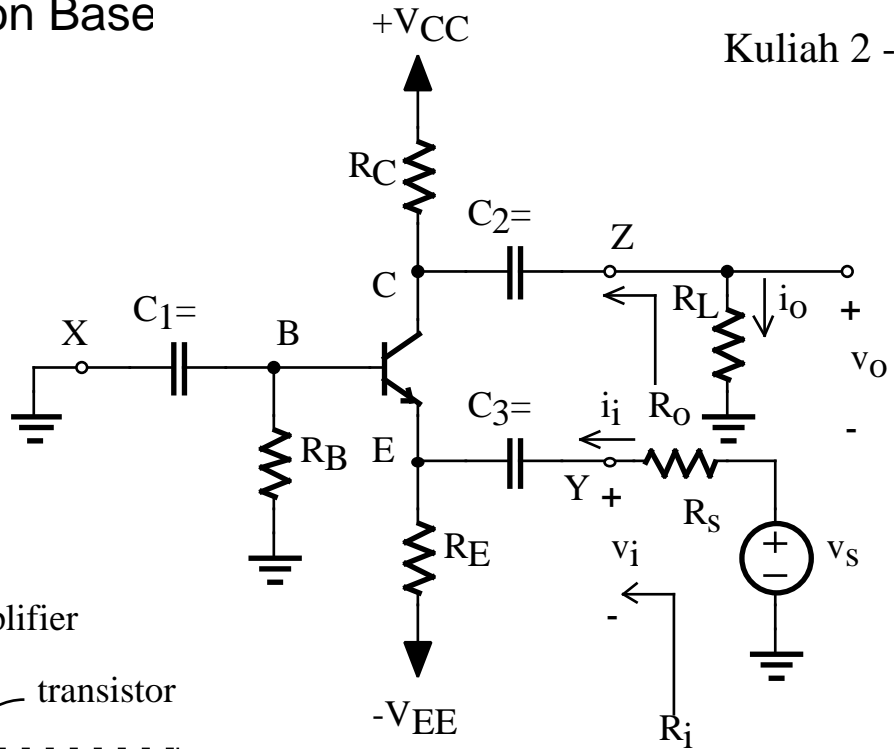 on Base
+VCC
Kuliah 2 -
RC
C2=
Z
C
C1=
RL
io
+
X
B
vo
C3=
ii
Ro
-
RB
E
Y
+
Rs
RE
vi
+
−
vs
-
plifier
transistor
-VEE
Ri